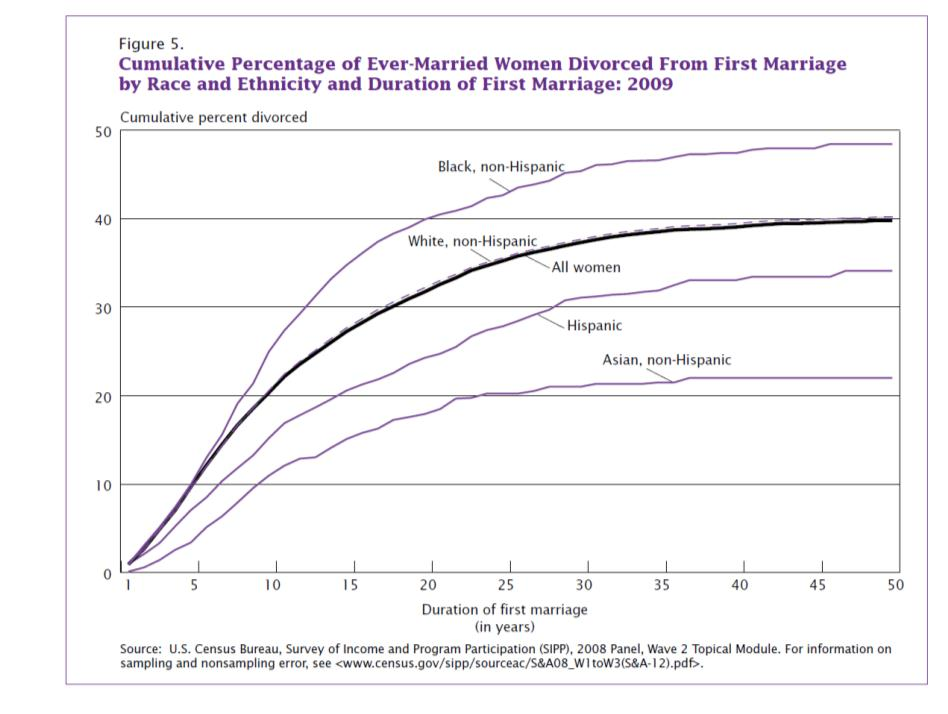 Figure 5.
Cumulative Percentage of Ever-Married Women Divorced From First Marriage
by Race and Ethnicity and Duration of First Marriage: 2009
Cumulative percent divorced
50
Black, non-Hispanic
40
White, non-Hispanic
All women
30
Hispanic
Asian, non-Hispanic
20
10
0
1 5 10 15 20 25 30 35 40 45 50
Duration of first marriage
(in years)
Source: U.S. Census Bureau, Survey of Income and Program Participation (SIPP), 2008 Panel, Wave 2 Topical Module. For information on
sampling and nonsampling error, see <www.census.gov/sipp/sourceac/S&A08_W1toW3(S&A-12).pdf>.